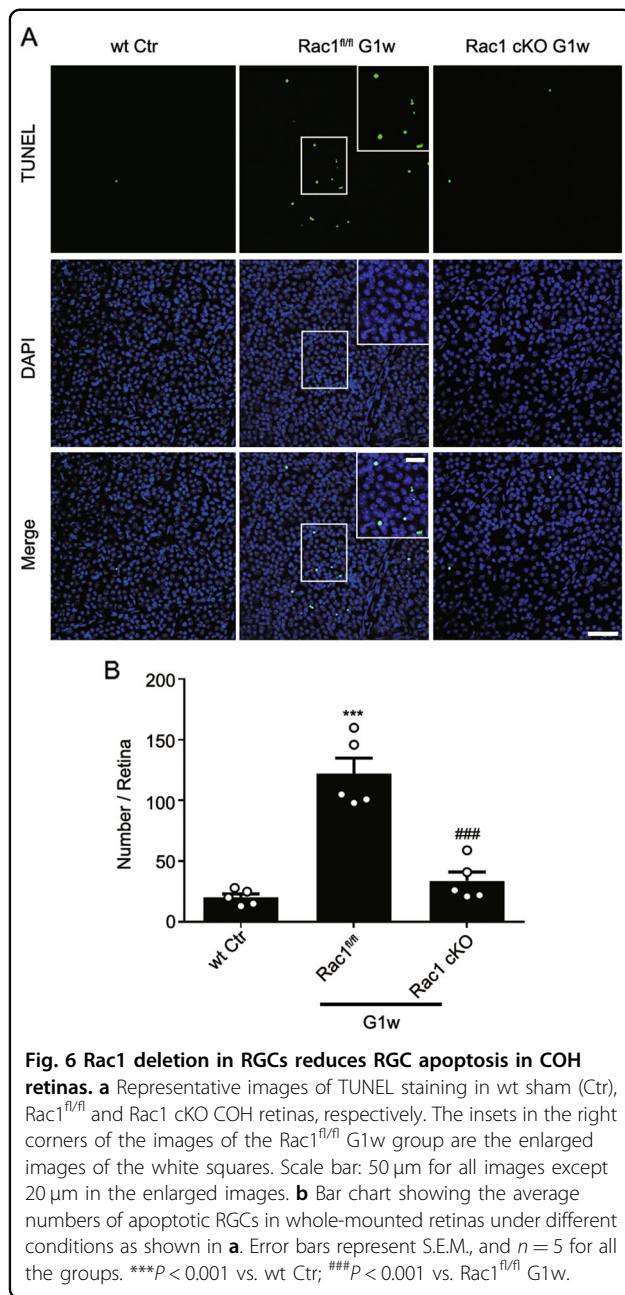 A
wt Ctr Rac1fl/fl G1w Rac1 cKO G1w
TUNEL
DAPI
Merge
B
200
150
100
50
0
Number / Retina
***
###
wt Ctr
Rac1fl/fl
Rac1 cKO
G1w
Fig. 6 Rac1 deletion in RGCs reduces RGC apoptosis in COH
retinas. a Representative images of TUNEL staining in wt sham (Ctr),
Rac1fl/fl and Rac1 cKO COH retinas, respectively. The insets in the right
corners of the images of the Rac1fl/fl G1w group are the enlarged
images of the white squares. Scale bar: 50 μm for all images except
20 μm in the enlarged images. b Bar chart showing the average
numbers of apoptotic RGCs in whole-mounted retinas under different
conditions as shown in a. Error bars represent S.E.M., and n = 5 for all
the groups. ***P < 0.001 vs. wt Ctr; ###P < 0.001 vs. Rac1fl/fl G1w.